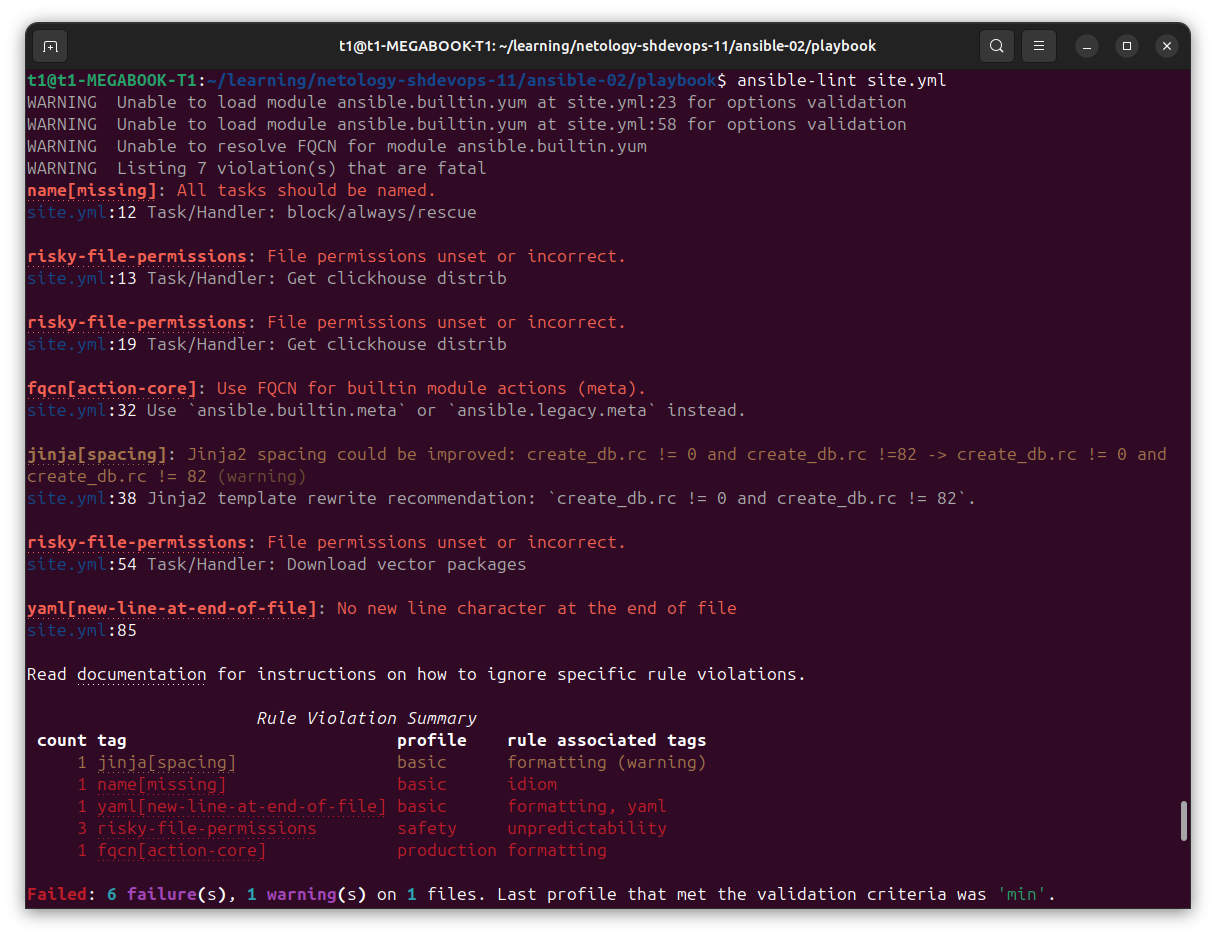 t1@t1-MEGABOOK-T1: ~/learning/netology-shdevops-11/ansible-02/playbook
t1@t1-MEGABOOK-T1:~/learning/netology-shdevops-11/ansible-02/playbook$ ansible-lint site.yml
WARNING  Unable to load module ansible.builtin.yum at site.yml:23 for options validation
WARNING  Unable to load module ansible.builtin.yum at site.yml:58 for options validation
WARNING  Unable to resolve FQCN for module ansible.builtin.yum
WARNING  Listing 7 violation(s) that are fatal
name[missing]: All tasks should be named.
site.yml:12 Task/Handler: block/always/rescue
risky-file-permissions: File permissions unset or incorrect.
site.yml:13 Task/Handler: Get clickhouse distrib
risky-file-permissions: File permissions unset or incorrect.
site.yml:19 Task/Handler: Get clickhouse distrib
fqcn[action-core]: Use FQCN for builtin module actions (meta).
site.yml:32 Use `ansible.builtin.meta` or `ansible.legacy.meta` instead.
jinja[spacing]: Jinja2 spacing could be improved: create_db.rc != 0 and create_db.rc !=82 -> create_db.rc != 0 and
create_db.rc != 82 (warning)
site.yml:38 Jinja2 template rewrite recommendation: `create_db.rc != 0 and create_db.rc != 82`.
risky-file-permissions: File permissions unset or incorrect.
site.yml:54 Task/Handler: Download vector packages
yaml[new-line-at-end-of-file]: No new line character at the end of file
site.yml:85
Read documentation for instructions on how to ignore specific rule violations.
Rule Violation Summary
count tag profile rule associated tags
1 jinja[spacing] basic formatting (warning)
1 name[missing] basic idiom
1 yaml[new-line-at-end-of-file] basic formatting, yaml
3 risky-file-permissions safety unpredictability
1 fqcn[action-core] production formatting
Failed: 6 failure(s), 1 warning(s) on 1 files. Last profile that met the validation criteria was 'min'.